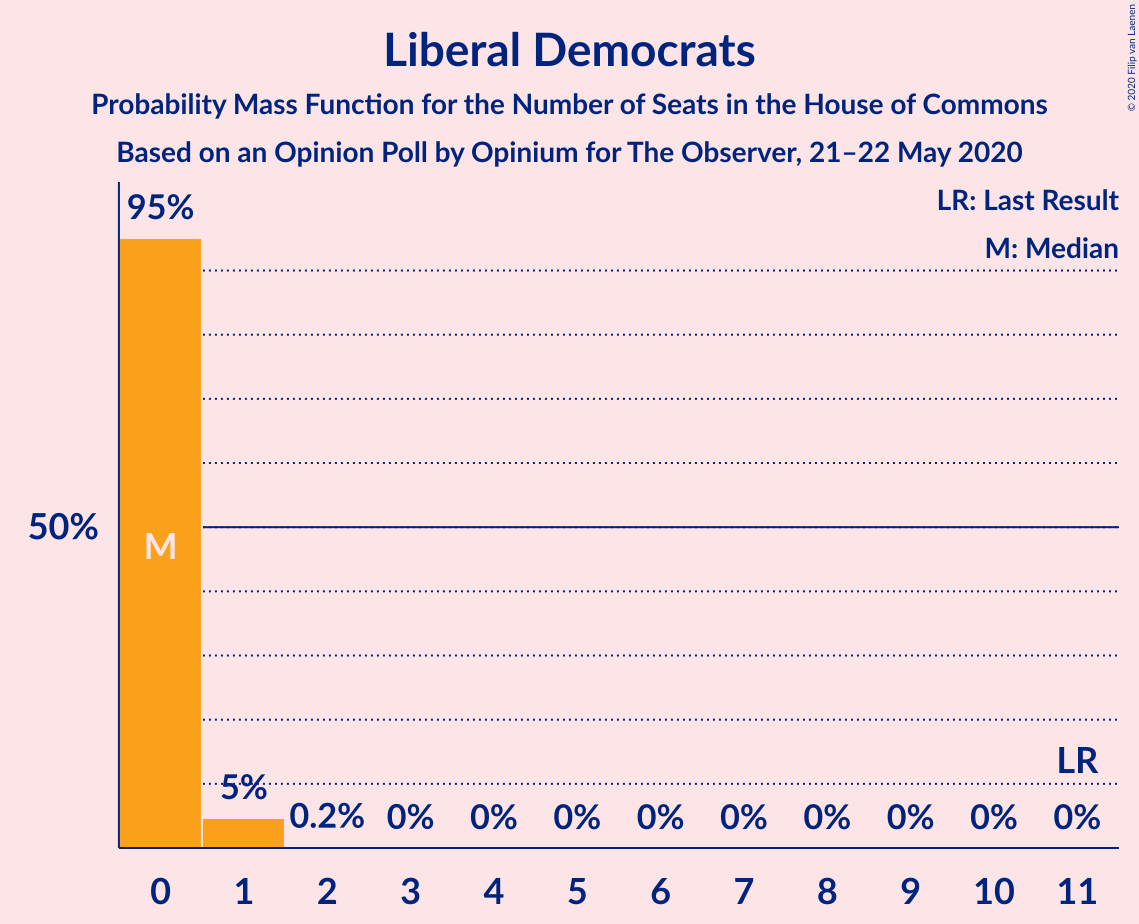 Liberal Democrats
Probability Mass Function for the Number of Seats in the House of Commons
Based on an Opinion Poll by Opinium for The Observer, 21–22 May 2020
© 2020 Filip van Laenen
LR: Last Result
M: Median
95%
50%
M
LR
5%
0.2% 0% 0% 0% 0% 0% 0% 0% 0% 0%
0 1 2 3 4 5 6 7 8 9 10 11